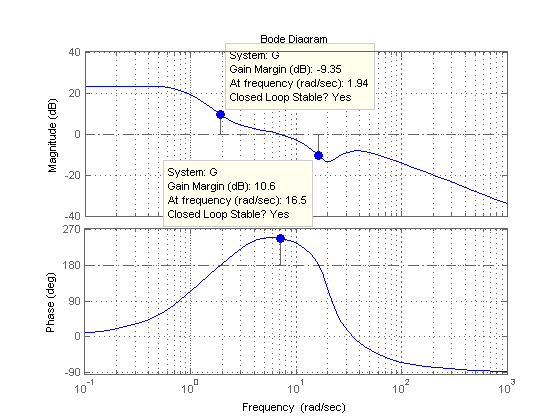 Bode Diagram
System: G
Gain Margin (dB): -9.35
At frequency (rad/sec): 1.94
Closed Loop Stable? Yes
System: G
Gain Margin (dB): 10.6
At frequency (rad/sec): 16.5
Closed Loop Stable? Yes
Magnitude (dB)
40
20
0
-20
-40
Phase (deg)
270
180
90
0
-90
10^-1
10^0
10^1
10^2
10^3
Frequency (rad/sec)